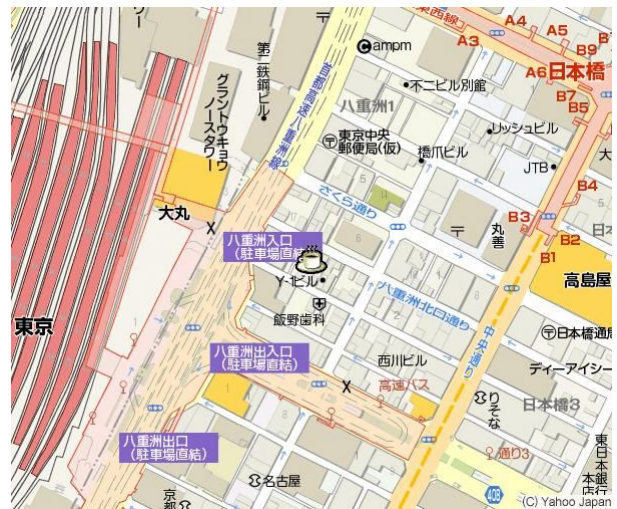 東西線
A4
A5
A3
B9
A6
日本橋
B7
B5
ampm
不二ビル別館
八重洲1
第二鉄鋼ビル
グラントウキョウ
ノースタワー
首都高速八重洲線
東京中央
郵便局(仮)
リッシュビル
橋爪ビル
JTB
B4
さくら通り
大丸
丸善
B3
B2
B1
八重洲入口
(駐車場直結)
Y-1ビル
高島屋
八重洲北口通り
飯野歯科
東京
中央通り
日本橋通局
八重洲出入口
(駐車場直結)
西川ビル
ディーアイシー
高速バス
りそな
日本橋3
八重洲出口
(駐車場直結)
通り3
名古屋
京都
408
東日本銀行
本店
(C) Yahoo Japan